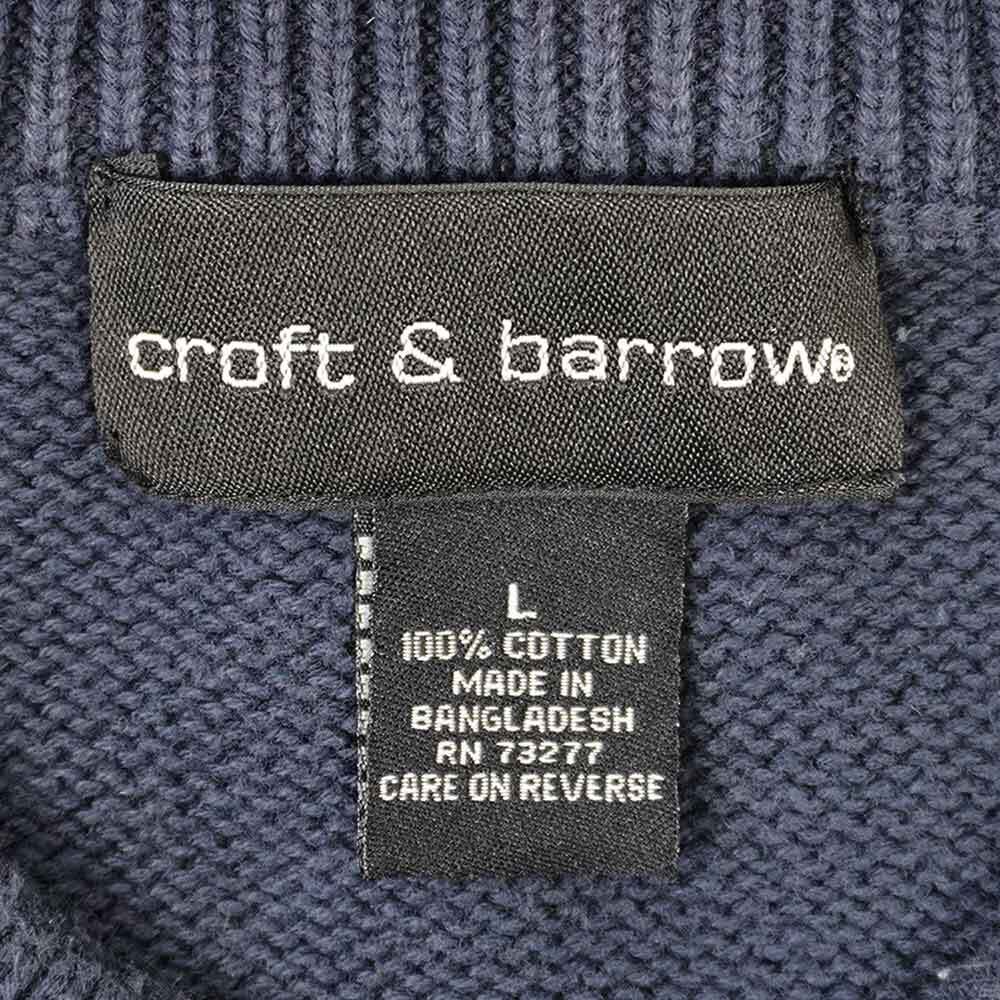 croft & barrow®
L
100% COTTON
MADE IN
BANGLADESH
RN 73277
CARE ON REVERSE